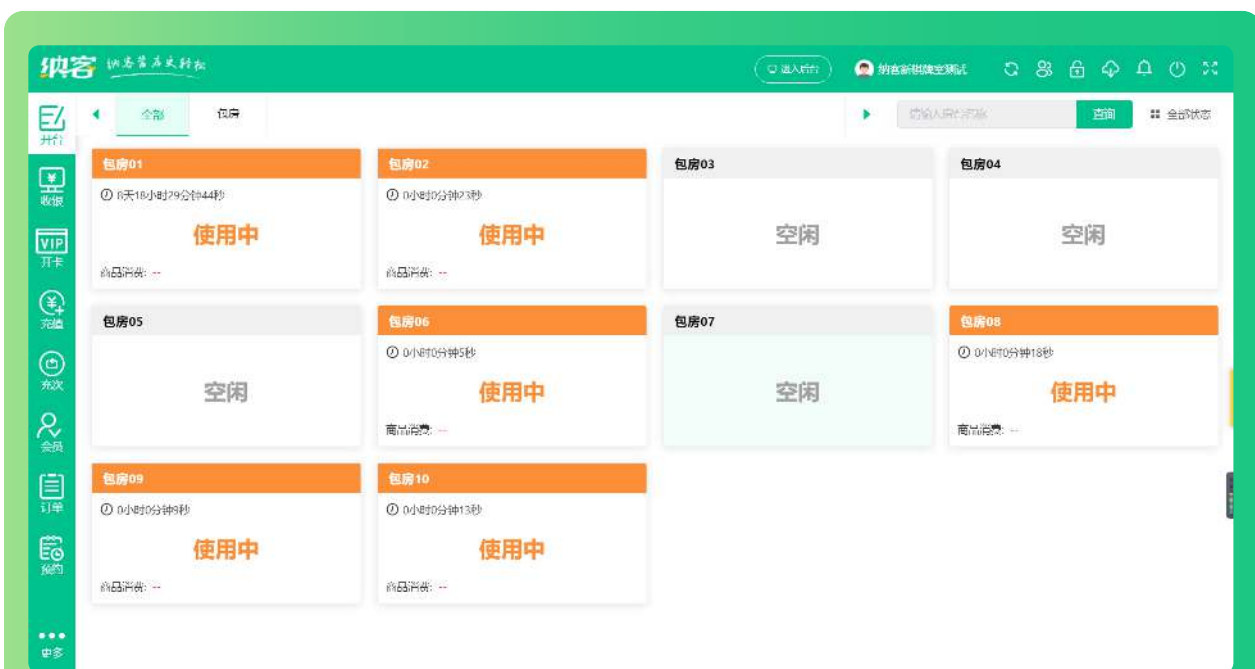 纳客
进入后台
纳客新棋牌室测试
开台
全部
包房
查询
全部状态
收银
开卡
充值
充次
会员
订单
预约
更多
VIP
包房01
6天18小时29分钟44秒
使用中
商品消费: --
包房02
0小时0分钟23秒
使用中
商品消费: --
包房03
空闲
包房04
空闲
包房05
空闲
包房06
0小时0分钟5秒
使用中
商品消费: --
包房07
空闲
包房08
0小时0分钟18秒
使用中
商品消费: --
包房09
0小时0分钟9秒
使用中
商品消费: --
包房10
0小时0分钟13秒
使用中
商品消费: --